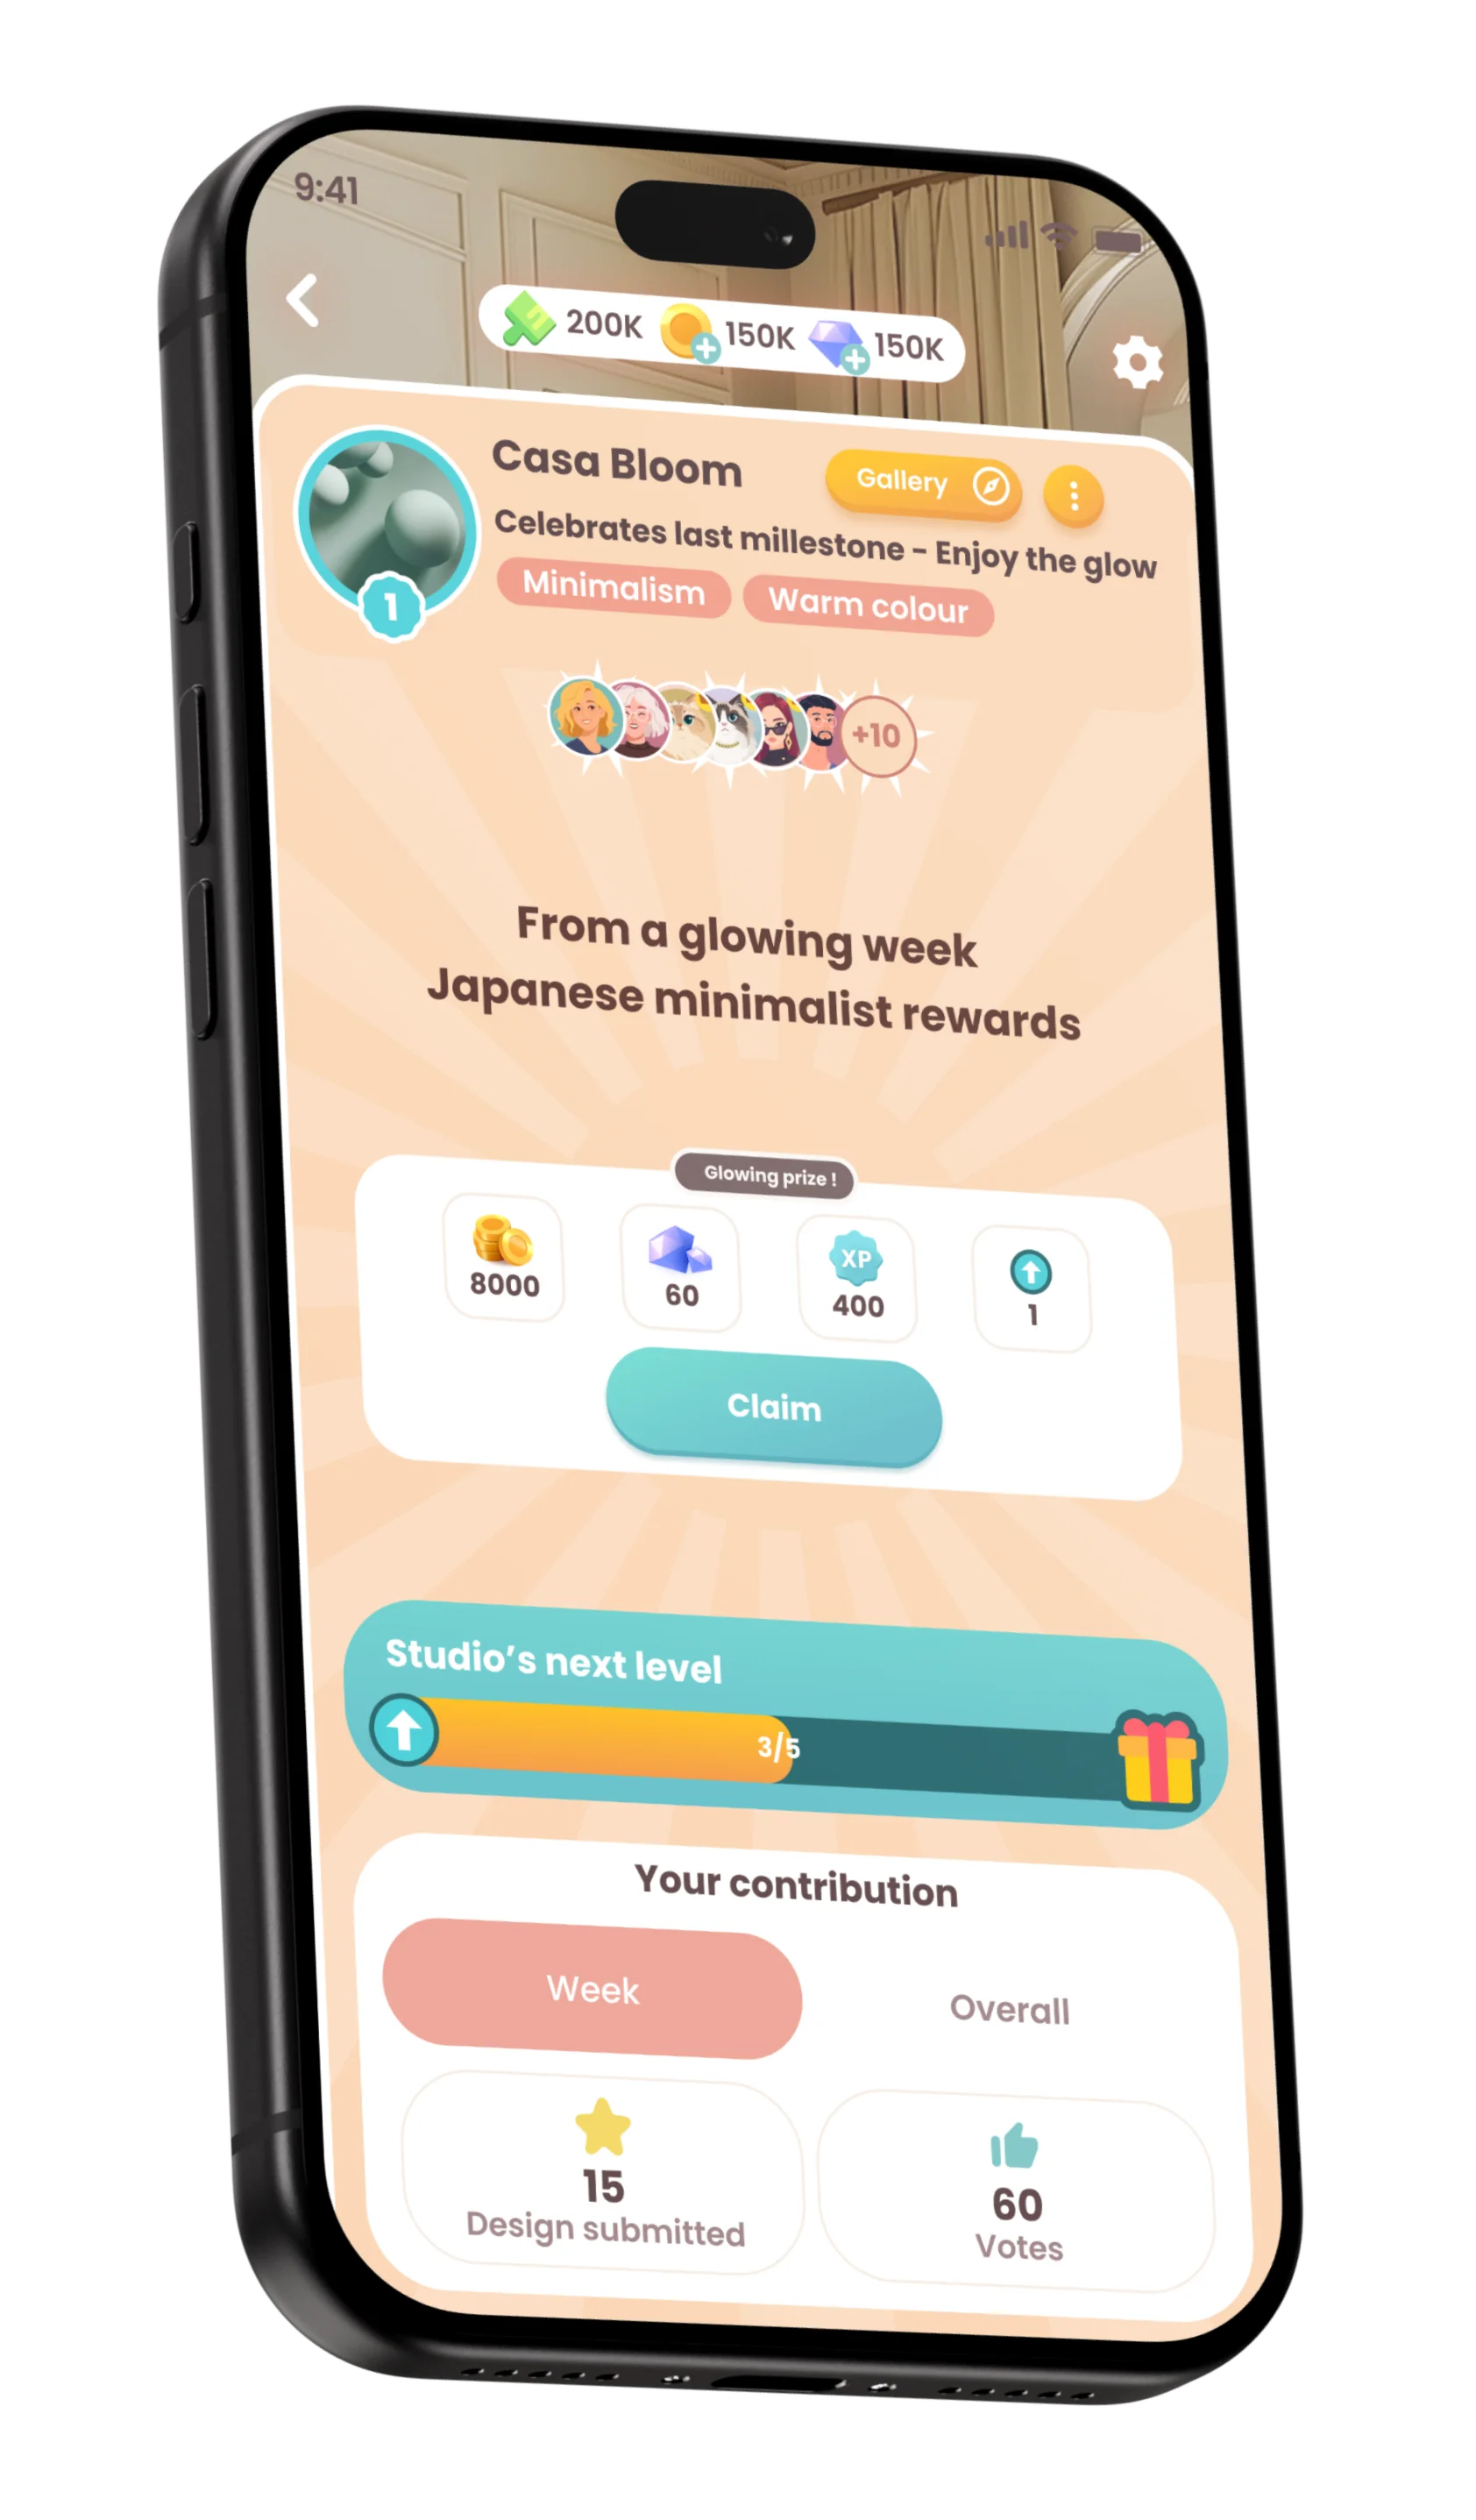 9:41
200K 150K 150K
Casa Bloom
Gallery
Celebrates last millestone - Enjoy the glow
Minimalism Warm colour
1
+10
From a glowing week
Japanese minimalist rewards
Glowing prize !
8000 60 XP 400 1
Claim
Studio's next level
3/5
Your contribution
Week Overall
15 60
Design submitted Votes